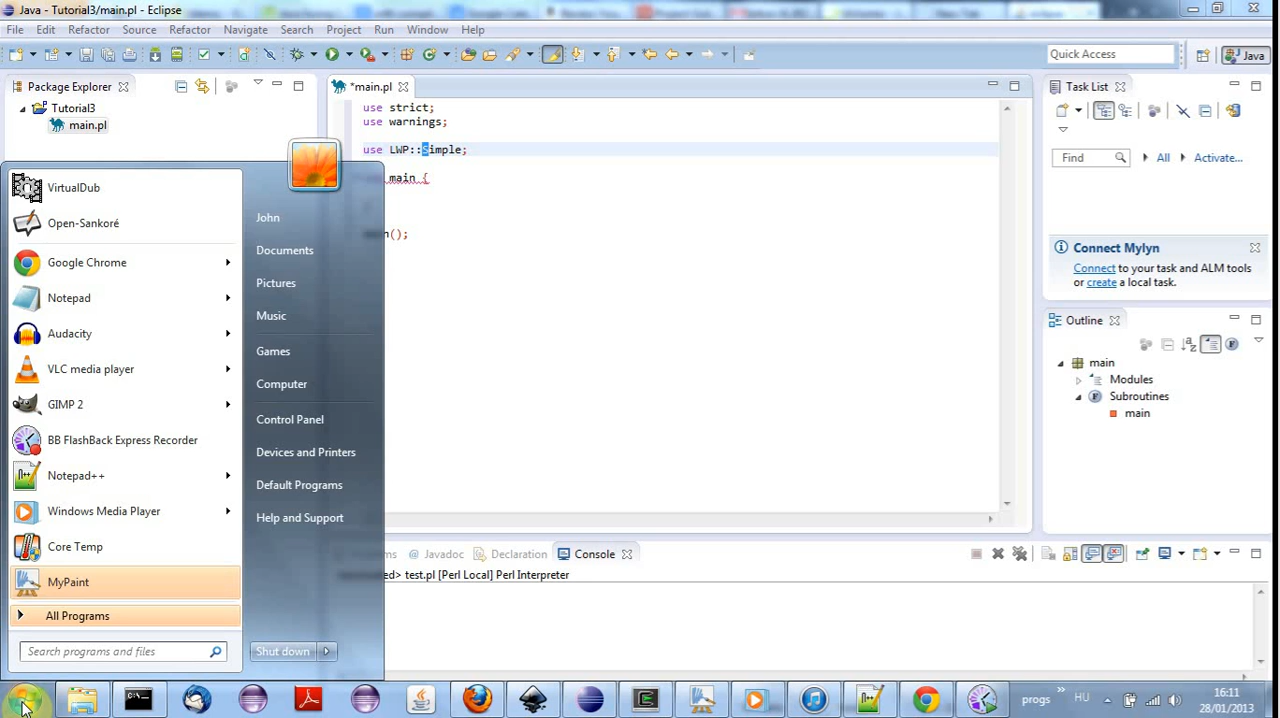 Java - Tutorial3/main.pl - Eclipse
File Edit Refactor Source Refactor Navigate Search Project Run Window Help
Quick Access
Java
Package Explorer
*main.pl
Task List
Tutorial3
main.pl
use strict;
use warnings;
use LWP::Simple;
main {
();
Find
All
Activate...
Connect Mylyn
Connect to your task and ALM tools
or create a local task.
Outline
main
Modules
Subroutines
main
VirtualDub
Open-Sankoré
Google Chrome
Notepad
Audacity
VLC media player
GIMP 2
BB FlashBack Express Recorder
Notepad++
Windows Media Player
Core Temp
MyPaint
All Programs
Search programs and files
John
Documents
Pictures
Music
Games
Computer
Control Panel
Devices and Printers
Default Programs
Help and Support
Shut down
Javadoc
Declaration
Console
test.pl [Perl Local] Perl Interpreter
progs
HU
16:11
28/01/2013